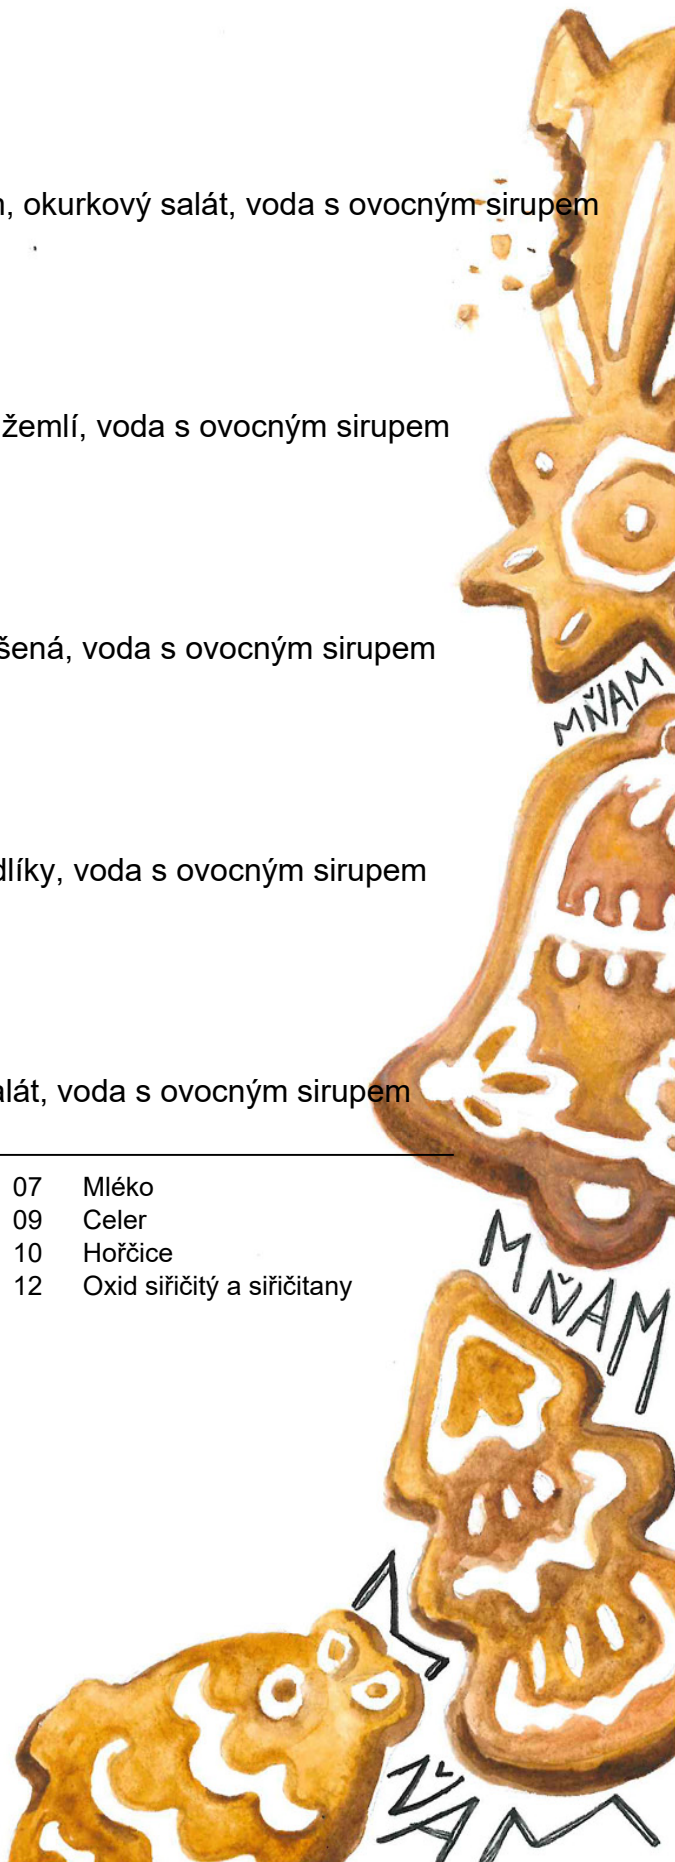 , okurkový salát, voda s ovocným sirupem
žemlí, voda s ovocným sirupem
šená, voda s ovocným sirupem
dlíky, voda s ovocným sirupem
alát, voda s ovocným sirupem
MŇAM
07 Mléko
09 Celer
10 Hořčice
12 Oxid siřičitý a siřičitany
MŇAM
MŇAM